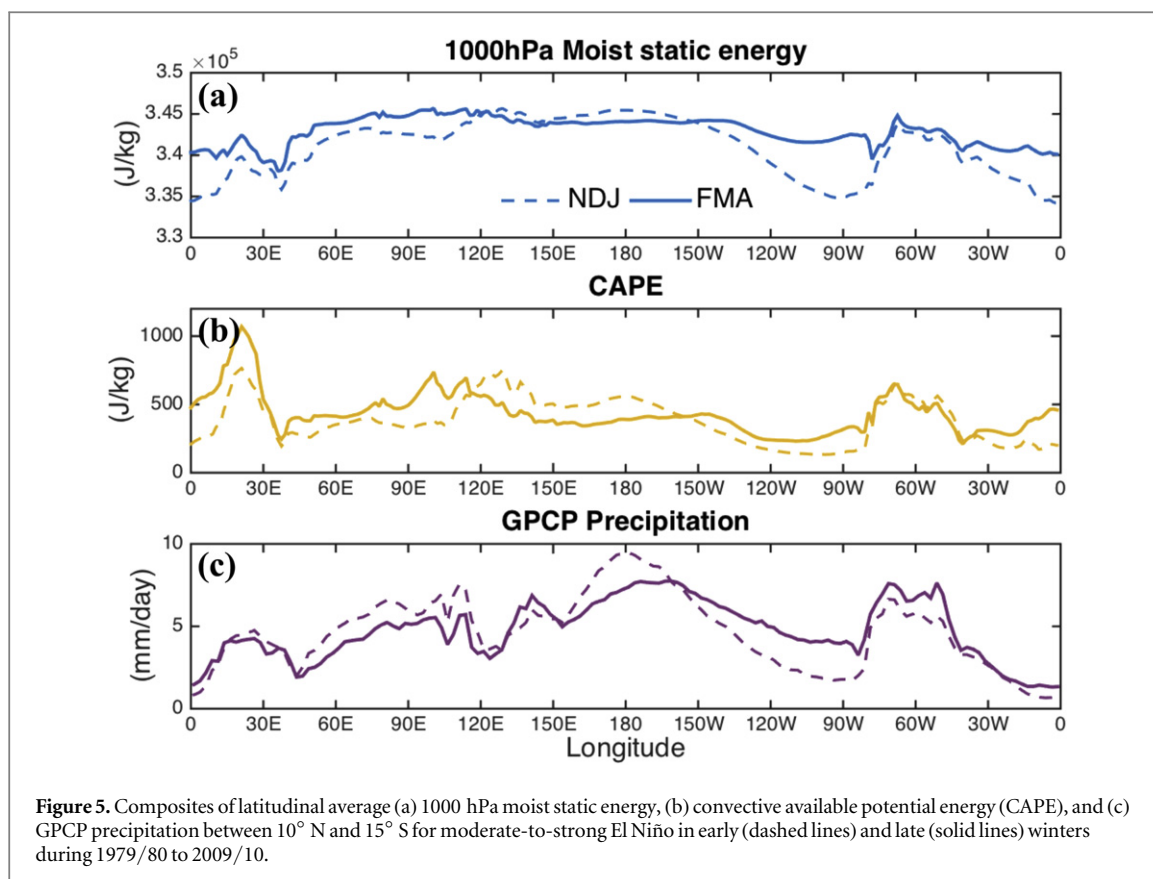 1000hPa Moist static energy
×10⁵
(a)
(J/kg)
3.5
3.45
3.4
3.35
3.3
NDJ FMA
0 30E 60E 90E 120E 150E 180 150W 120W 90W 60W 30W 0
CAPE
(b)
(J/kg)
1000
500
0
0 30E 60E 90E 120E 150E 180 150W 120W 90W 60W 30W 0
GPCP Precipitation
(c)
(mm/day)
10
5
0
0 30E 60E 90E 120E 150E 180 150W 120W 90W 60W 30W 0
Longitude
Figure 5. Composites of latitudinal average (a) 1000 hPa moist static energy, (b) convective available potential energy (CAPE), and (c)
GPCP precipitation between 10° N and 15° S for moderate-to-strong El Niño in early (dashed lines) and late (solid lines) winters
during 1979/80 to 2009/10.